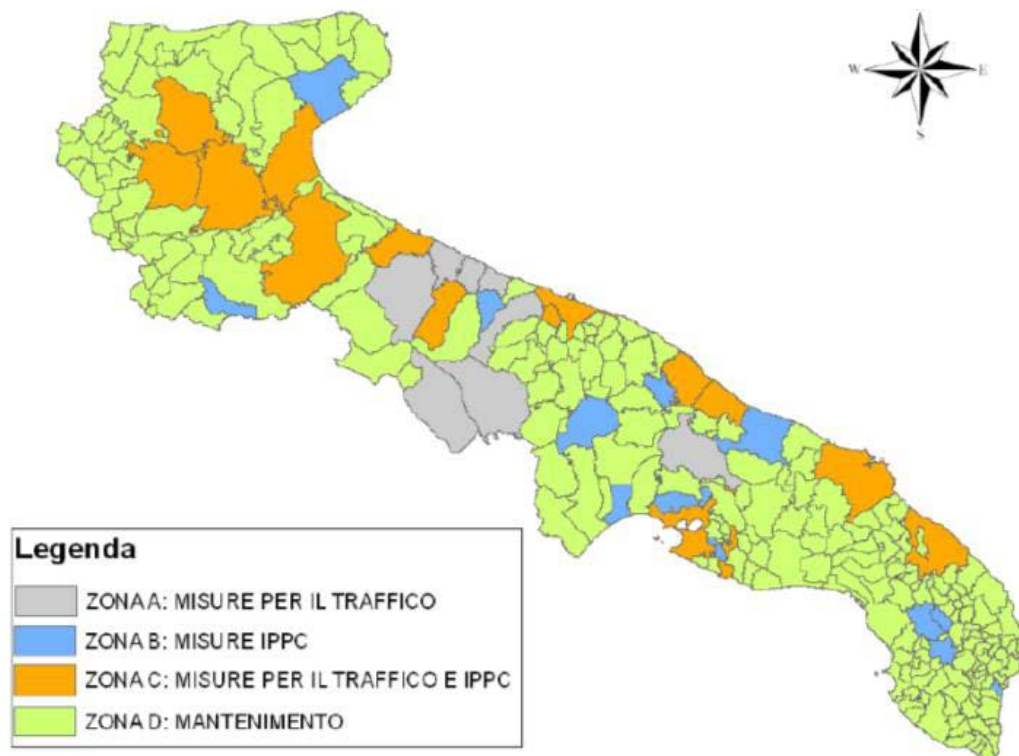 W E
S
Legenda
ZONA A: MISURE PER IL TRAFFICO
ZONA B: MISURE IPPC
ZONA C: MISURE PER IL TRAFFICO E IPPC
ZONA D: MANTENIMENTO